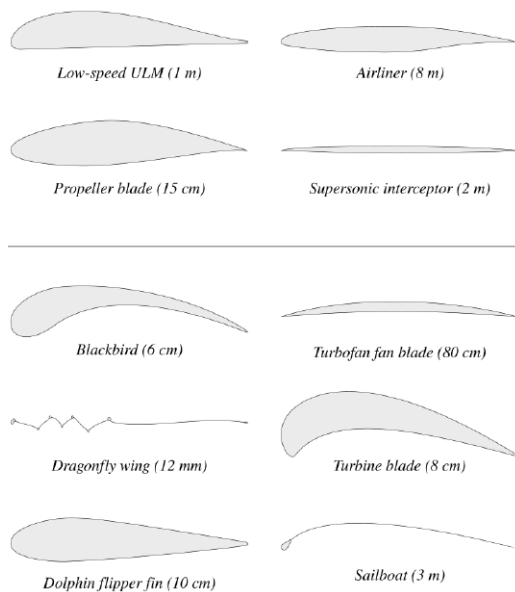 Low-speed ULM (1 m)
Airliner (8 m)
Propeller blade (15 cm)
Supersonic interceptor (2 m)
Blackbird (6 cm)
Turbofan fan blade (80 cm)
Dragonfly wing (12 mm)
Turbine blade (8 cm)
Dolphin flipper fin (10 cm)
Sailboat (3 m)